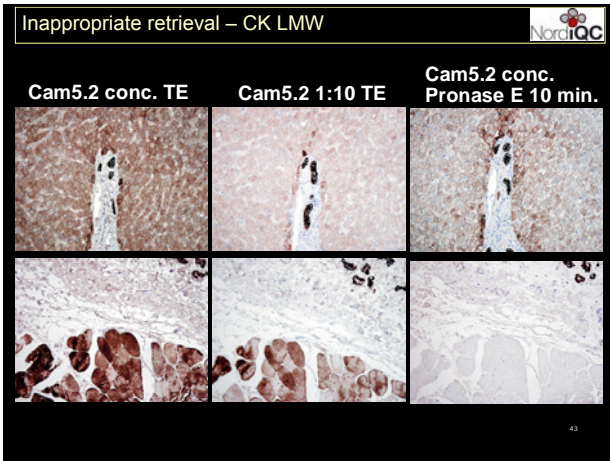 Inappropriate retrieval – CK LMW
NordiQC
Cam5.2 conc. TE
Cam5.2 1:10 TE
Cam5.2 conc.
Pronase E 10 min.
43